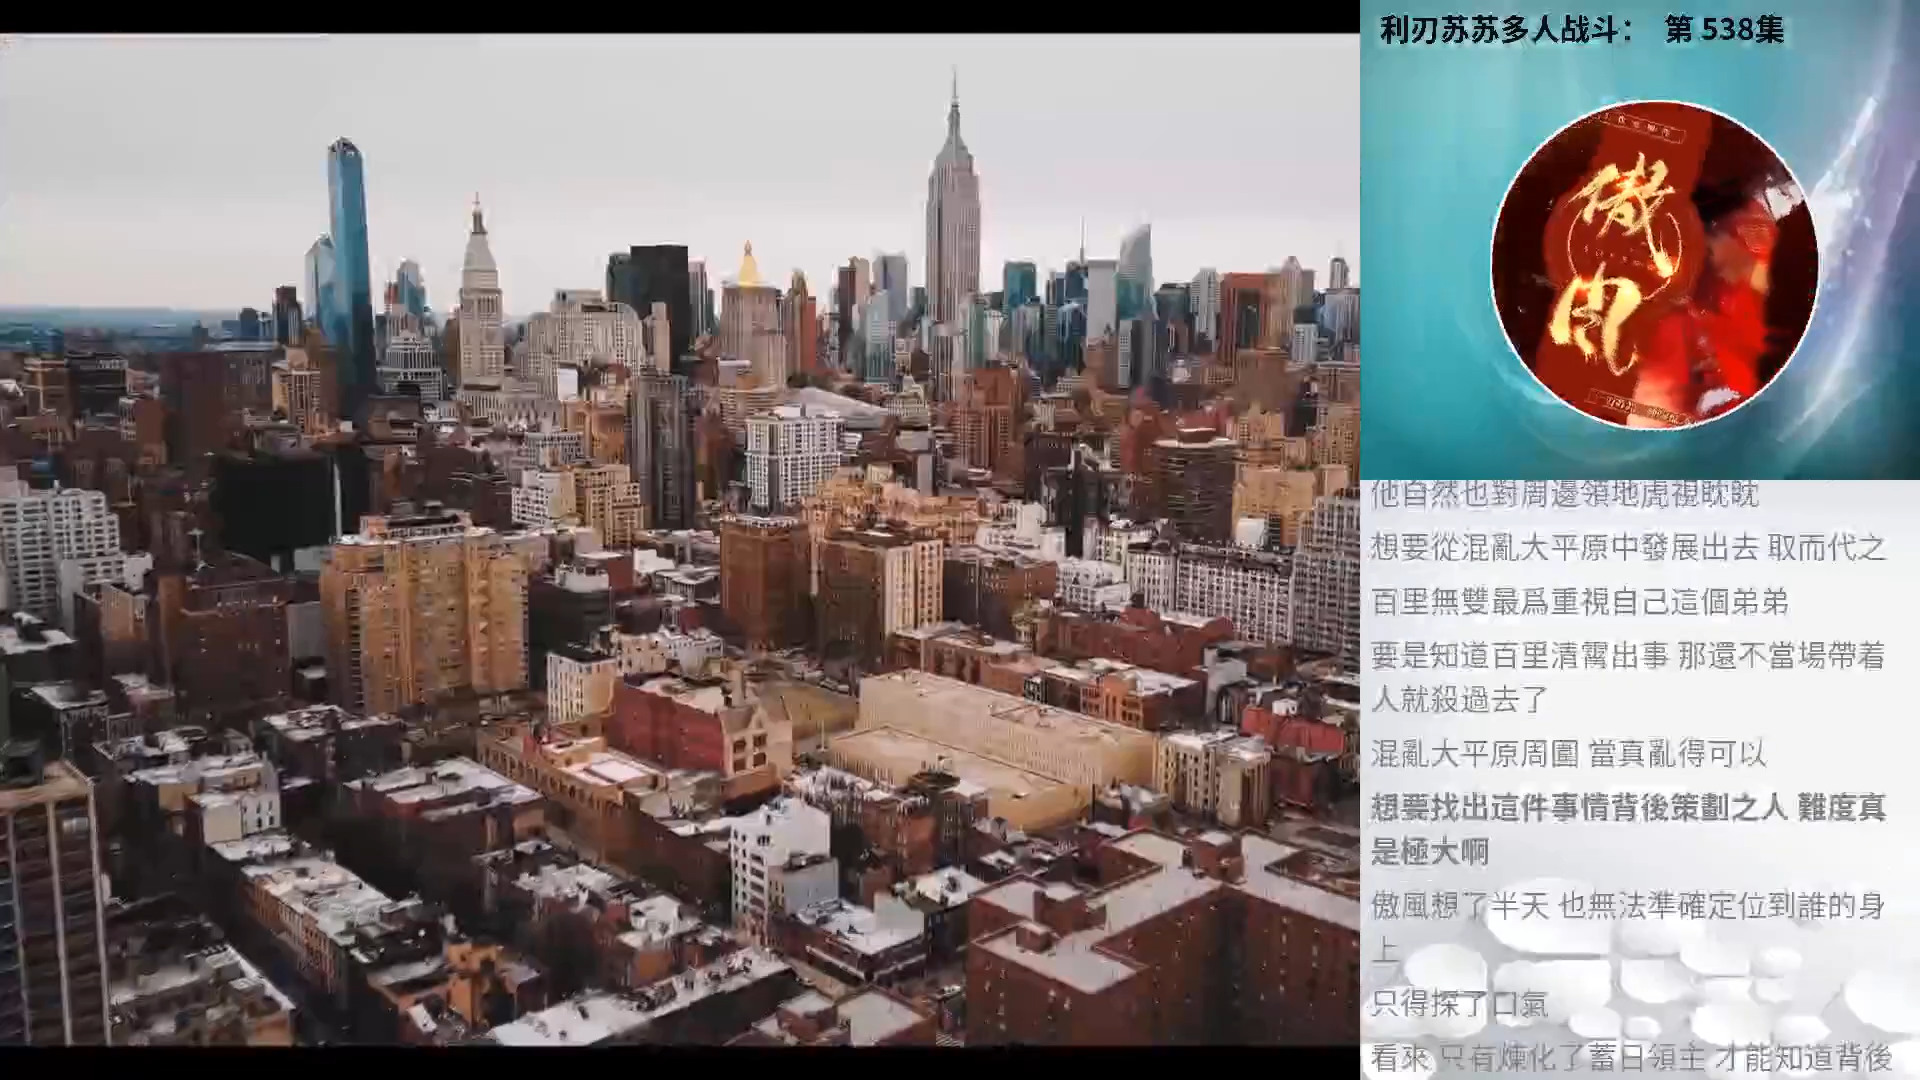 利刃苏苏多人战斗： 第 538集
他自然也對周邊領地虎視眈眈
想要從混亂大平原中發展出去 取而代之
百里無雙最爲重視自己這個弟弟
要是知道百里清霄出事 那還不當場帶着
人就殺過去了
混亂大平原周圍 當真亂得可以
想要找出這件事情背後策劃之人 難度真
是極大啊
傲風想了半天 也無法準確定位到誰的身
上
只得探了口氣
看來 只有煉化了蓄日領主 才能知道背後